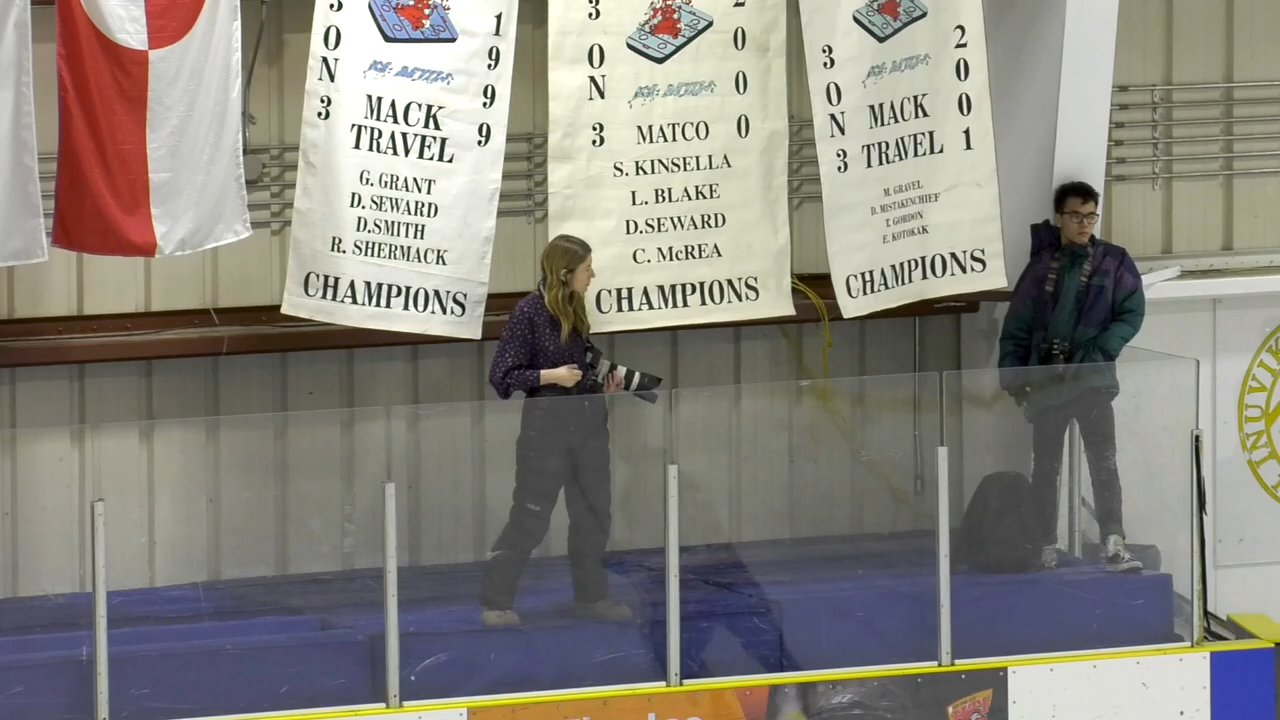 3 ON 3
1999
MACK
TRAVEL
G. GRANT
D. SEWARD
D.SMITH
R. SHERMACK
CHAMPIONS
3 ON 3
2000
MATCO
S. KINSELLA
L. BLAKE
D.SEWARD
C. McREA
CHAMPIONS
3 ON 3
2001
MACK
TRAVEL
M. GRAVEL
D. MISTAKENCHIEF
T. GORDON
E. KOTOKAK
CHAMPIONS
INUVIK